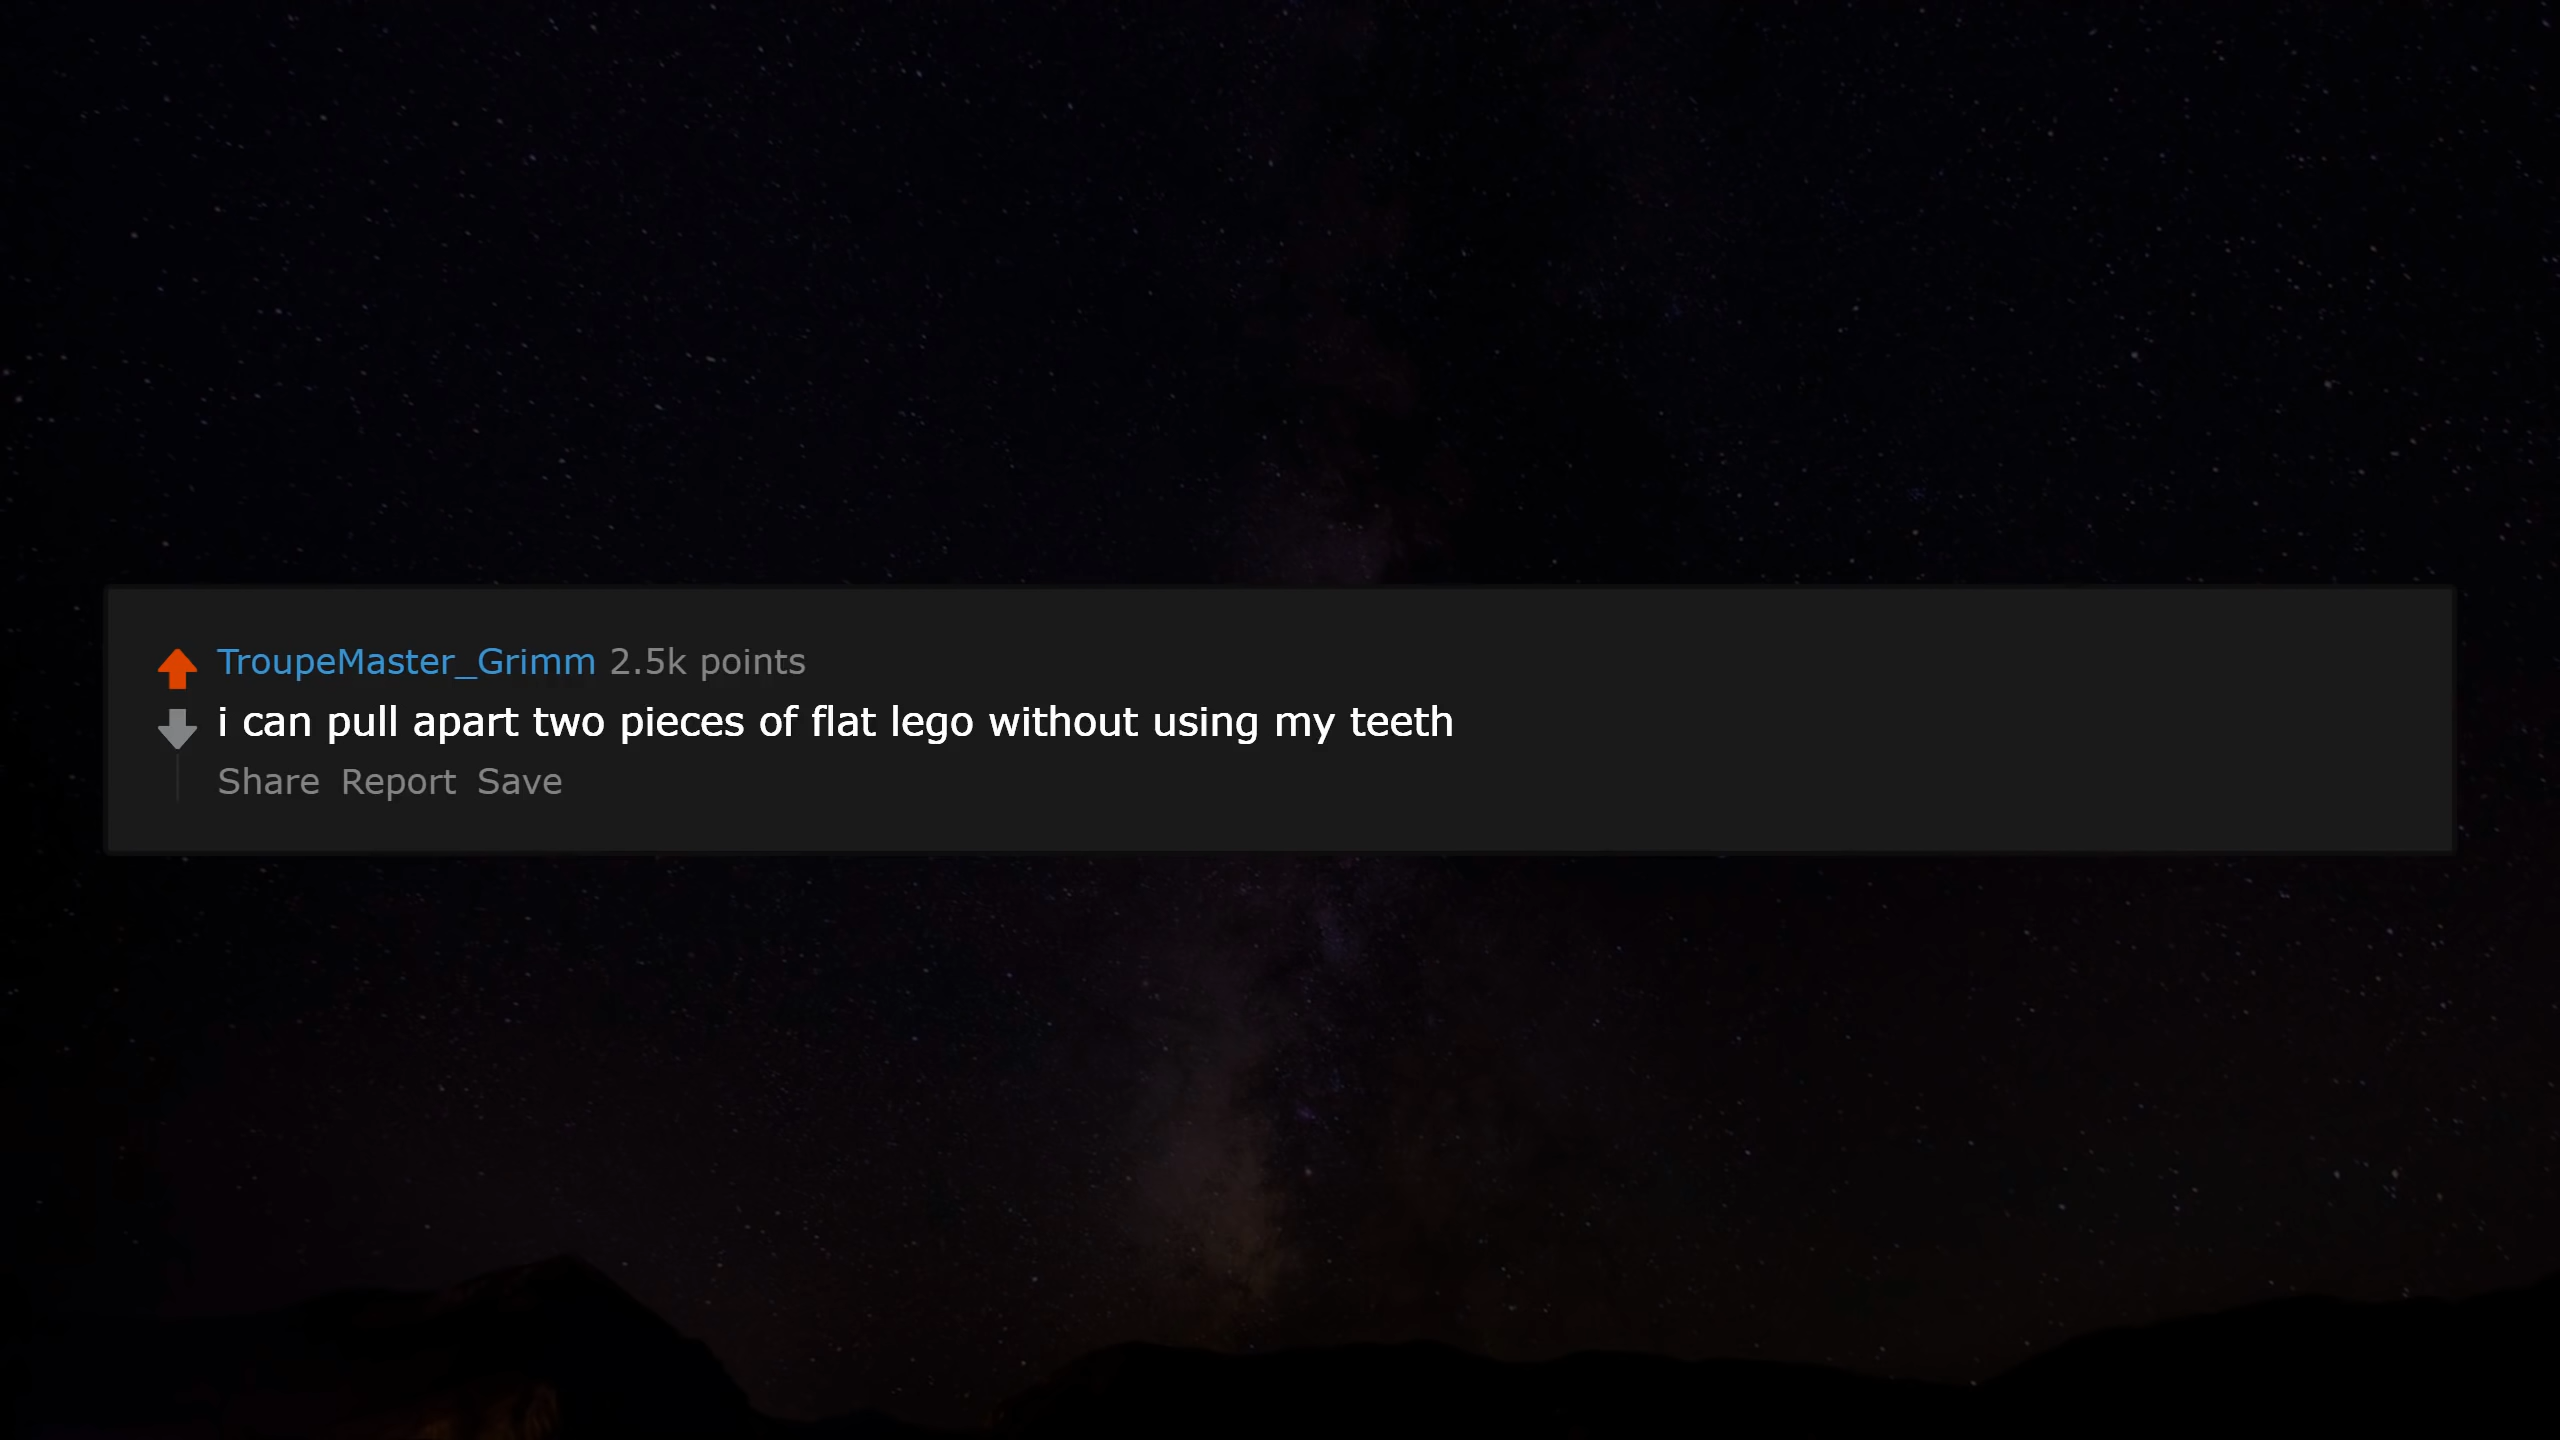 TroupeMaster_Grimm 2.5k points
i can pull apart two pieces of flat lego without using my teeth
Share Report Save